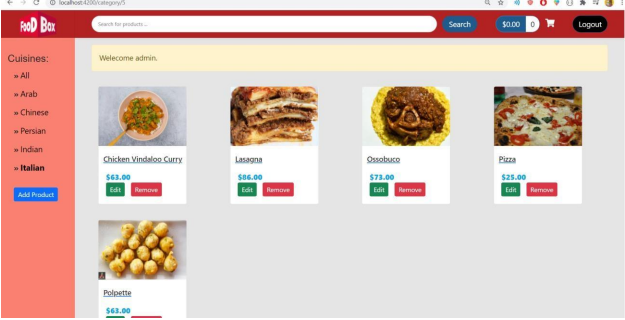 localhost:4200/category/5
FooD Box
Search for products...
Search
$0.00 0
Logout
Cuisines:
» All
» Arab
» Chinese
» Persian
» Indian
» Italian
Add Product
Welcome admin.
Chicken Vindaloo Curry
$63.00
Edit Remove
Lasagna
$86.00
Edit Remove
Ossobuco
$73.00
Edit Remove
Pizza
$25.00
Edit Remove
Polpette
$63.00